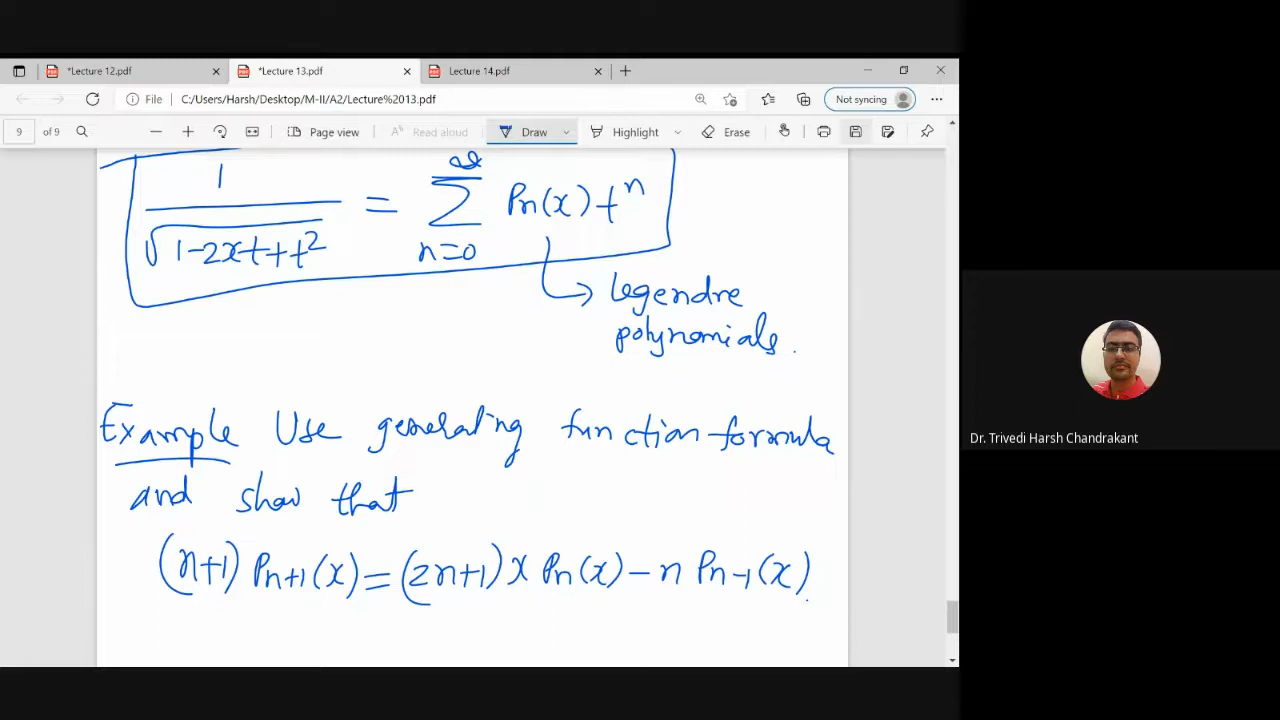 *Lecture 12.pdf
*Lecture 13.pdf
Lecture 14.pdf
File
C:/Users/Harsh/Desktop/M-II/A2/Lecture%2013.pdf
Not syncing
9 of 9
Page view
Read aloud
Draw
Highlight
Erase
1/√(1-2xt+t²) = ∑_{n=0}^{∞} Pn(x) t^n
Legendre
polynomials.
Example Use generating function formula
and show that
(n+1) Pn+1(x) = (2n+1) x Pn(x) - n Pn-1(x).
Dr. Trivedi Harsh Chandrakant